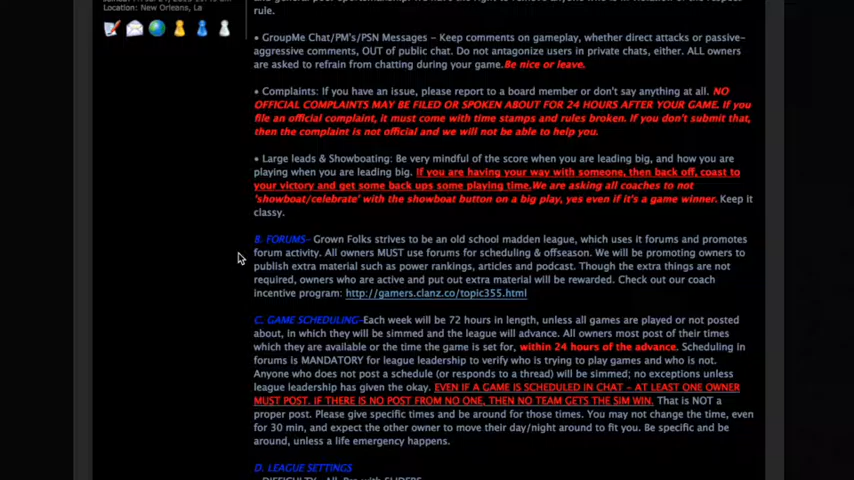 Location: New Orleans, La
rule.
• GroupMe Chat/PM's/PSN Messages - Keep comments on gameplay, whether direct attacks or passive-
aggressive comments, OUT of public chat. Do not antagonize users in private chats, either. ALL owners
are asked to refrain from chatting during your game.Be nice or leave.
• Complaints: If you have an issue, please report to a board member or don't say anything at all. NO
OFFICIAL COMPLAINTS MAY BE FILED OR SPOKEN ABOUT FOR 24 HOURS AFTER YOUR GAME. If you
file an official complaint, it must come with time stamps and rules broken. If you don't submit that,
then the complaint is not official and we will not be able to help you.
• Large leads & Showboating: Be very mindful of the score when you are leading big, and how you are
playing when you are leading big. If you are having your way with someone, then back off, coast to
your victory and get some back ups some playing time.We are asking all coaches to not
'showboat/celebrate' with the showboat button on a big play, yes even if it's a game winner. Keep it
classy.
B. FORUMS- Grown Folks strives to be an old school madden league, which uses it forums and promotes
forum activity. All owners MUST use forums for scheduling & offseason. We will be promoting owners to
publish extra material such as power rankings, articles and podcast. Though the extra things are not
required, owners who are active and put out extra material will be rewarded. Check out our coach
incentive program: http://gamers.clanz.co/topic355.html
C. GAME SCHEDULING-Each week will be 72 hours in length, unless all games are played or not posted
about, in which they will be simmed and the league will advance. All owners most post of their times
which they are available or the time the game is set for, within 24 hours of the advance. Scheduling in
forums is MANDATORY for league leadership to verify who is trying to play games and who is not.
Anyone who does not post a schedule (or responds to a thread) will be simmed; no exceptions unless
league leadership has given the okay. EVEN IF A GAME IS SCHEDULED IN CHAT - AT LEAST ONE OWNER
MUST POST. IF THERE IS NO POST FROM NO ONE, THEN NO TEAM GETS THE SIM WIN. That is NOT a
proper post. Please give specific times and be around for those times. You may not change the time, even
for 30 min, and expect the other owner to move their day/night around to fit you. Be specific and be
around, unless a life emergency happens.
D. LEAGUE SETTINGS